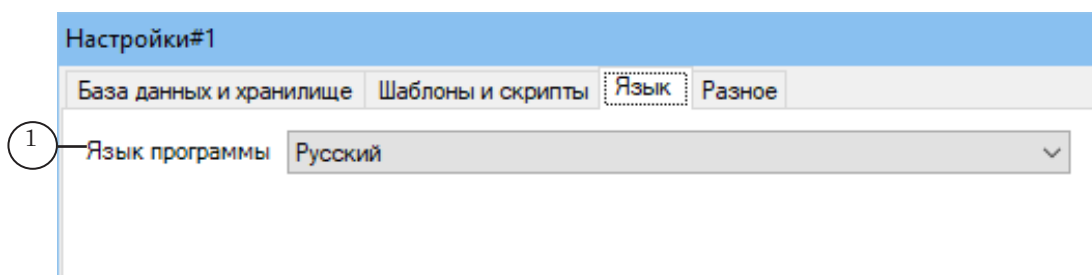 Настройки#1
База данных и хранилище Шаблоны и скрипты Язык Разное
1 Язык программы Русский